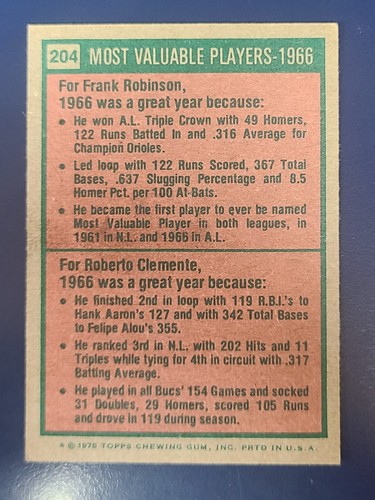 204 MOST VALUABLE PLAYERS-1966
For Frank Robinson,
1966 was a great year because:
• He won A.L. Triple Crown with 49 Homers,
122 Runs Batted In and .316 Average for
Champion Orioles.
• Led loop with 122 Runs Scored, 367 Total
Bases, .637 Slugging Percentage and 8.5
Homer Pct. per 100 At-Bats.
• He became the first player to ever be named
Most Valuable Player in both leagues, in
1961 in N.L. and 1966 in A.L.
For Roberto Clemente,
1966 was a great year because:
• He finished 2nd in loop with 119 R.B.I.'s to
Hank Aaron's 127 and with 342 Total Bases
to Felipe Alou's 355.
• He ranked 3rd in N.L. with 202 Hits and 11
Triples while tying for 4th in circuit with .317
Batting Average.
• He played in all Bucs' 154 Games and socked
31 Doubles, 29 Homers, scored 105 Runs
and drove in 119 during season.
★ © 1975 TOPPS CHEWING GUM, INC. PRTD IN U.S.A.